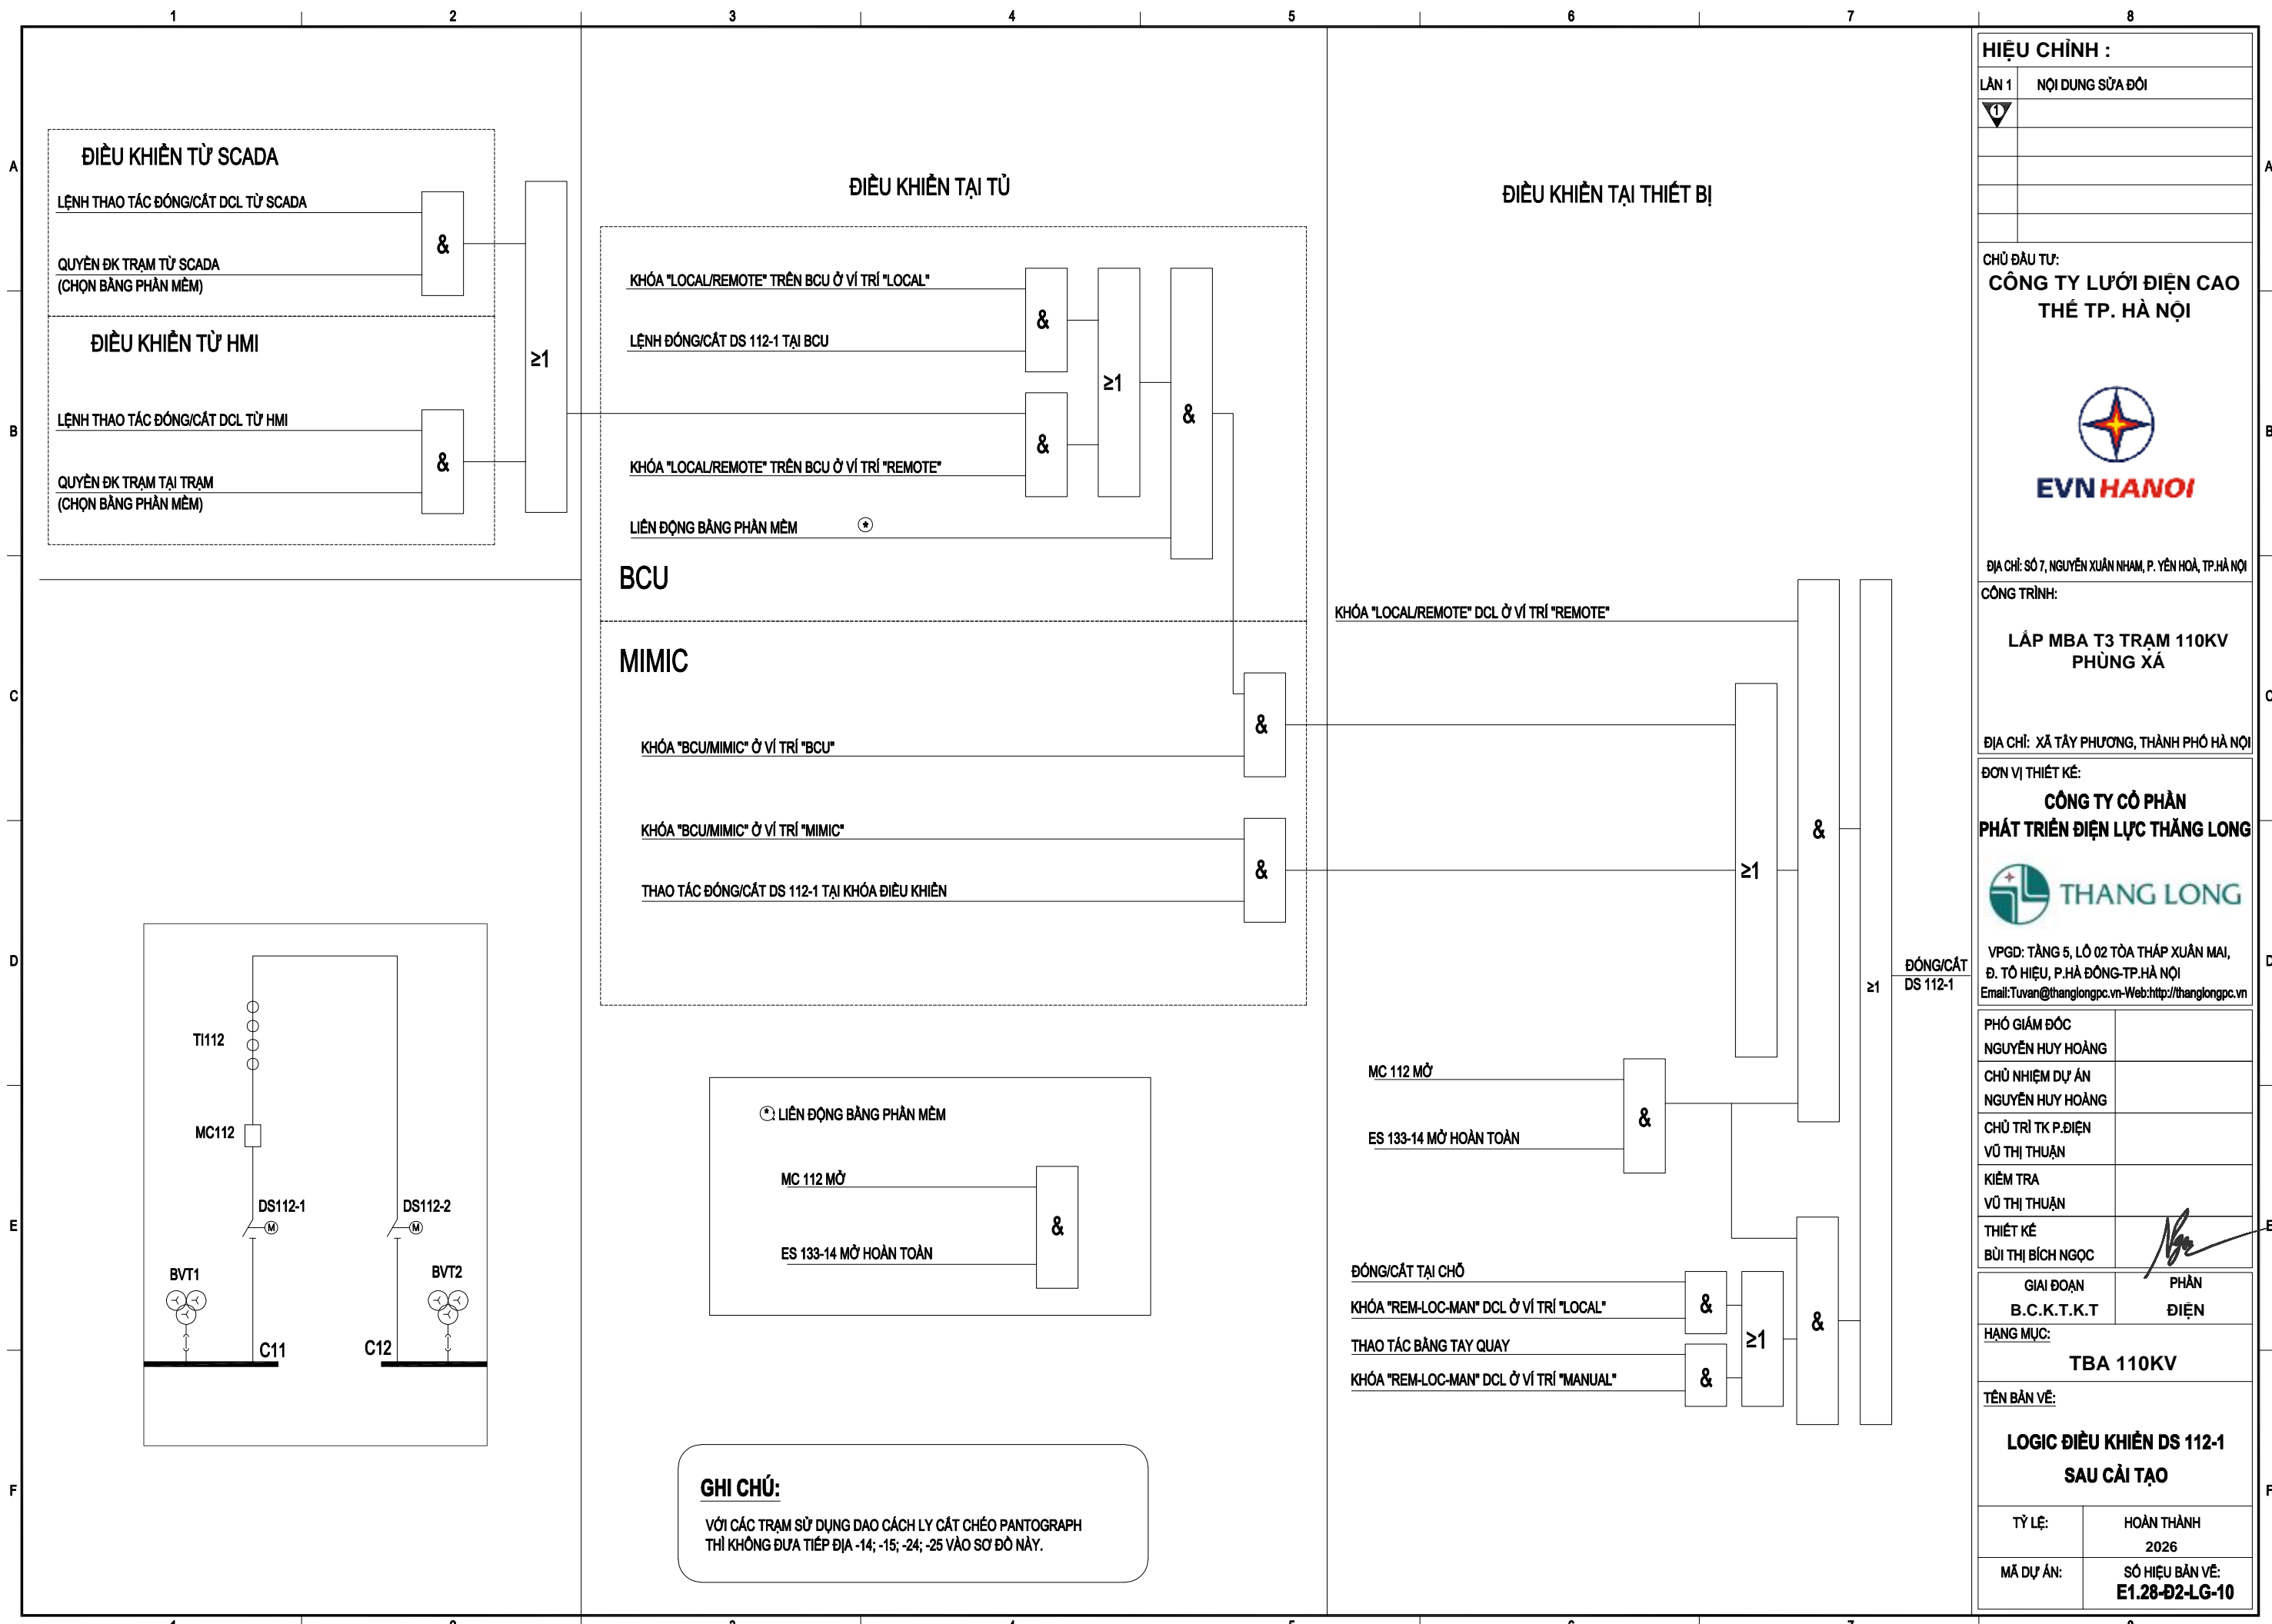 1 2 3 4 5 6 7 8
A
B
C
D
E
F
ĐIỀU KHIỂN TỪ SCADA
LỆNH THAO TÁC ĐÓNG/CẮT DCL TỪ SCADA
&
QUYỀN ĐK TRẠM TỪ SCADA
(CHỌN BẰNG PHẦN MỀM)
ĐIỀU KHIỂN TỪ HMI
≥1
LỆNH THAO TÁC ĐÓNG/CẮT DCL TỪ HMI
&
QUYỀN ĐK TRẠM TẠI TRẠM
(CHỌN BẰNG PHẦN MỀM)
TI112
MC112
DS112-1
M
DS112-2
M
BVT1
BVT2
C11
C12
ĐIỀU KHIỂN TẠI TỦ
KHÓA "LOCAL/REMOTE" TRÊN BCU Ở VÍ TRÍ "LOCAL"
&
LỆNH ĐÓNG/CẮT DS 112-1 TẠI BCU
≥1
&
&
KHÓA "LOCAL/REMOTE" TRÊN BCU Ở VÍ TRÍ "REMOTE"
LIÊN ĐỘNG BẰNG PHẦN MỀM *
BCU
MIMIC
&
KHÓA "BCU/MIMIC" Ở VÍ TRÍ "BCU"
KHÓA "BCU/MIMIC" Ở VÍ TRÍ "MIMIC"
&
THAO TÁC ĐÓNG/CẮT DS 112-1 TẠI KHÓA ĐIỀU KHIỂN
*: LIÊN ĐỘNG BẰNG PHẦN MỀM
MC 112 MỞ
&
ES 133-14 MỞ HOÀN TOÀN
GHI CHÚ:
VỚI CÁC TRẠM SỬ DỤNG DAO CÁCH LY CẮT CHÉO PANTOGRAPH
THÌ KHÔNG ĐƯA TIẾP ĐỊA -14; -15; -24; -25 VÀO SƠ ĐỒ NÀY.
ĐIỀU KHIỂN TẠI THIẾT BỊ
KHÓA "LOCAL/REMOTE" DCL Ở VÍ TRÍ "REMOTE"
&
≥1
≥1
ĐÓNG/CẮT
DS 112-1
MC 112 MỞ
&
ES 133-14 MỞ HOÀN TOÀN
ĐÓNG/CẮT TẠI CHỖ
&
KHÓA "REM-LOC-MAN" DCL Ở VÍ TRÍ "LOCAL"
&
≥1
THAO TÁC BẰNG TAY QUAY
&
KHÓA "REM-LOC-MAN" DCL Ở VÍ TRÍ "MANUAL"
HIỆU CHỈNH :
LẦN 1 NỘI DUNG SỬA ĐỔI
1
CHỦ ĐẦU TƯ:
CÔNG TY LƯỚI ĐIỆN CAO
THẾ TP. HÀ NỘI
EVNHANOI
ĐỊA CHỈ: SỐ 7, NGUYỄN XUÂN NHAM, P. YÊN HOÀ, TP.HÀ NỘI
CÔNG TRÌNH:
LẮP MBA T3 TRẠM 110KV
PHÙNG XÁ
ĐỊA CHỈ: XÃ TÂY PHƯƠNG, THÀNH PHỐ HÀ NỘI
ĐƠN VỊ THIẾT KẾ:
CÔNG TY CỔ PHẦN
PHÁT TRIỂN ĐIỆN LỰC THĂNG LONG
THANG LONG
VPGD: TẦNG 5, LÔ 02 TÒA THÁP XUÂN MAI,
Đ. TÔ HIỆU, P.HÀ ĐÔNG-TP.HÀ NỘI
Email:Tuvan@thanglongpc.vn-Web:http://thanglongpc.vn
PHÓ GIÁM ĐỐC
NGUYỄN HUY HOÀNG
CHỦ NHIỆM DỰ ÁN
NGUYỄN HUY HOÀNG
CHỦ TRÌ TK P.ĐIỆN
VŨ THỊ THUẬN
KIỂM TRA
VŨ THỊ THUẬN
THIẾT KẾ
BÙI THỊ BÍCH NGỌC
GIAI ĐOẠN PHẦN
B.C.K.T.K.T ĐIỆN
HẠNG MỤC:
TBA 110KV
TÊN BẢN VẼ:
LOGIC ĐIỀU KHIỂN DS 112-1
SAU CẢI TẠO
TỶ LỆ: HOÀN THÀNH
2026
MÃ DỰ ÁN: SỐ HIỆU BẢN VẼ:
E1.28-Đ2-LG-10